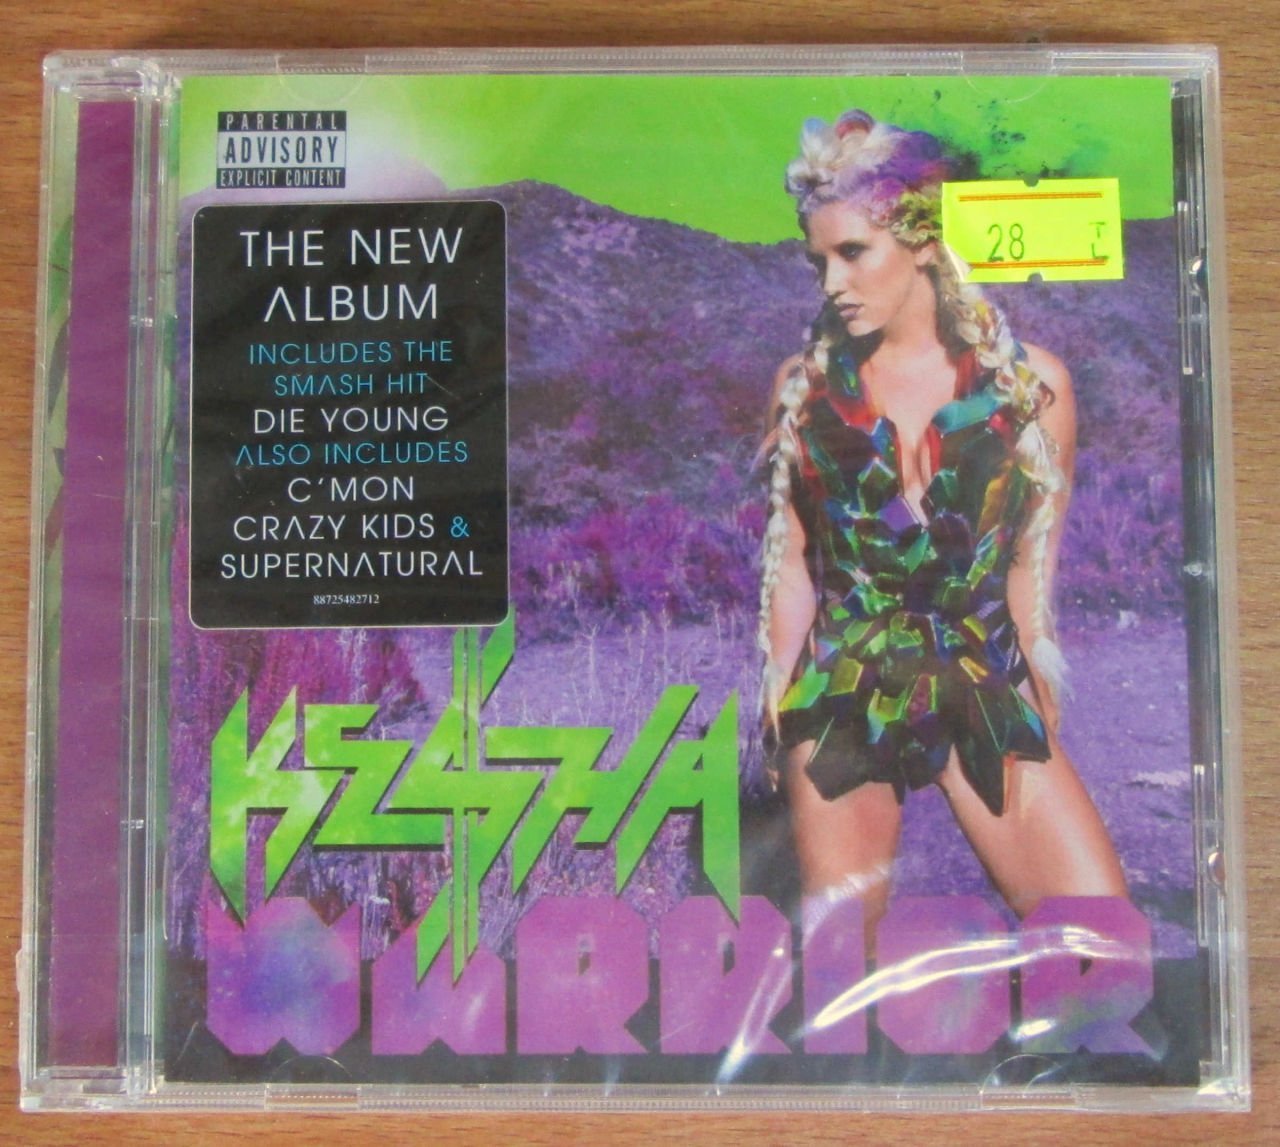 PARENTAL
ADVISORY
EXPLICIT CONTENT
THE NEW
ALBUM
INCLUDES THE
SMASH HIT
DIE YOUNG
ALSO INCLUDES
C'MON
CRAZY KIDS &
SUPERNATURAL
88725482712
28 TL
KE$HA
WARRIOR